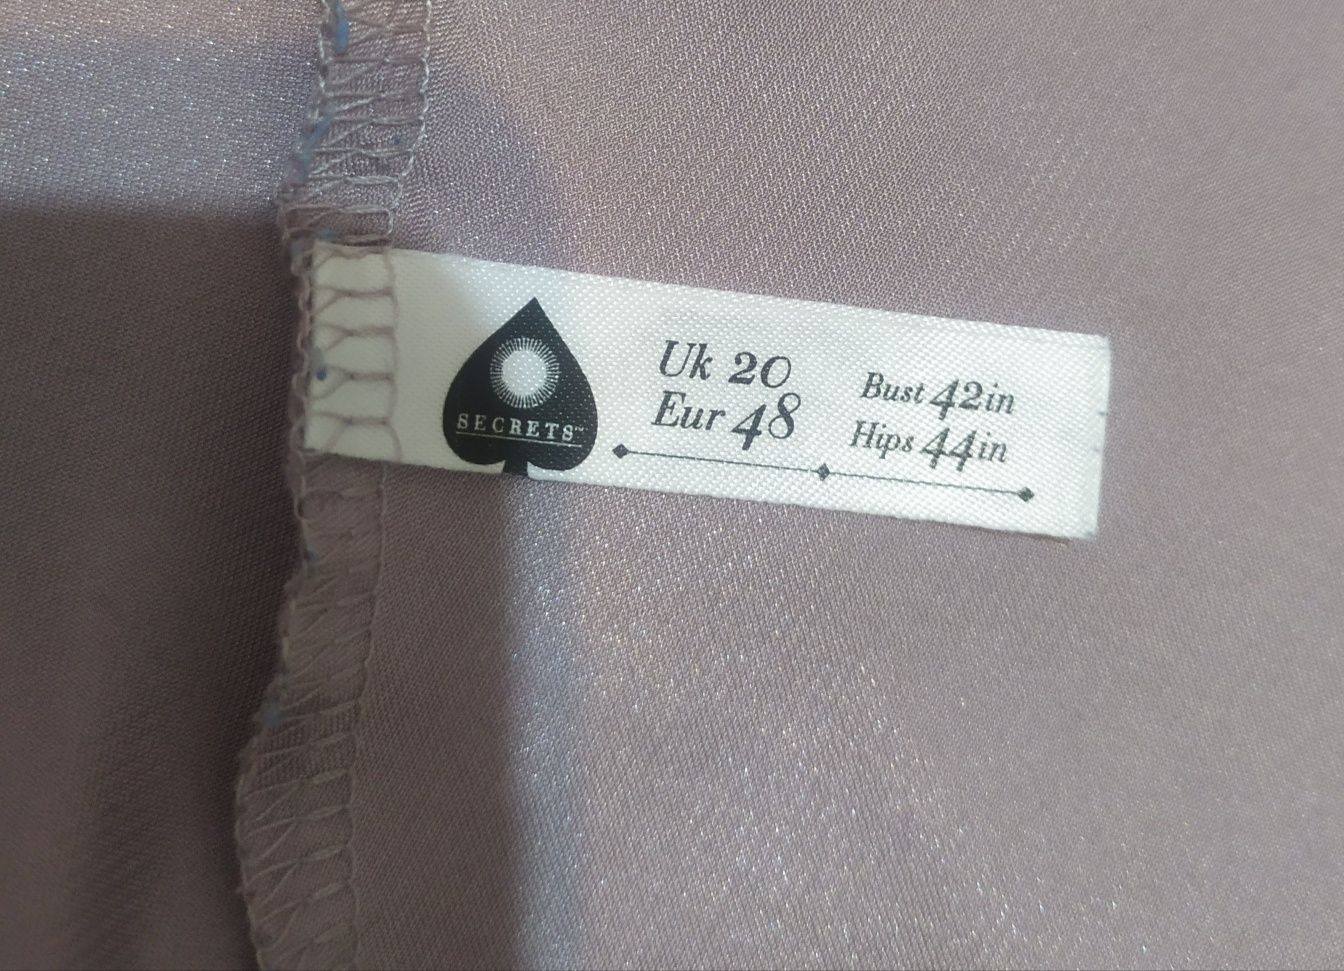 SECRETS™
Uk 20
Eur 48
Bust 42in
Hips 44in